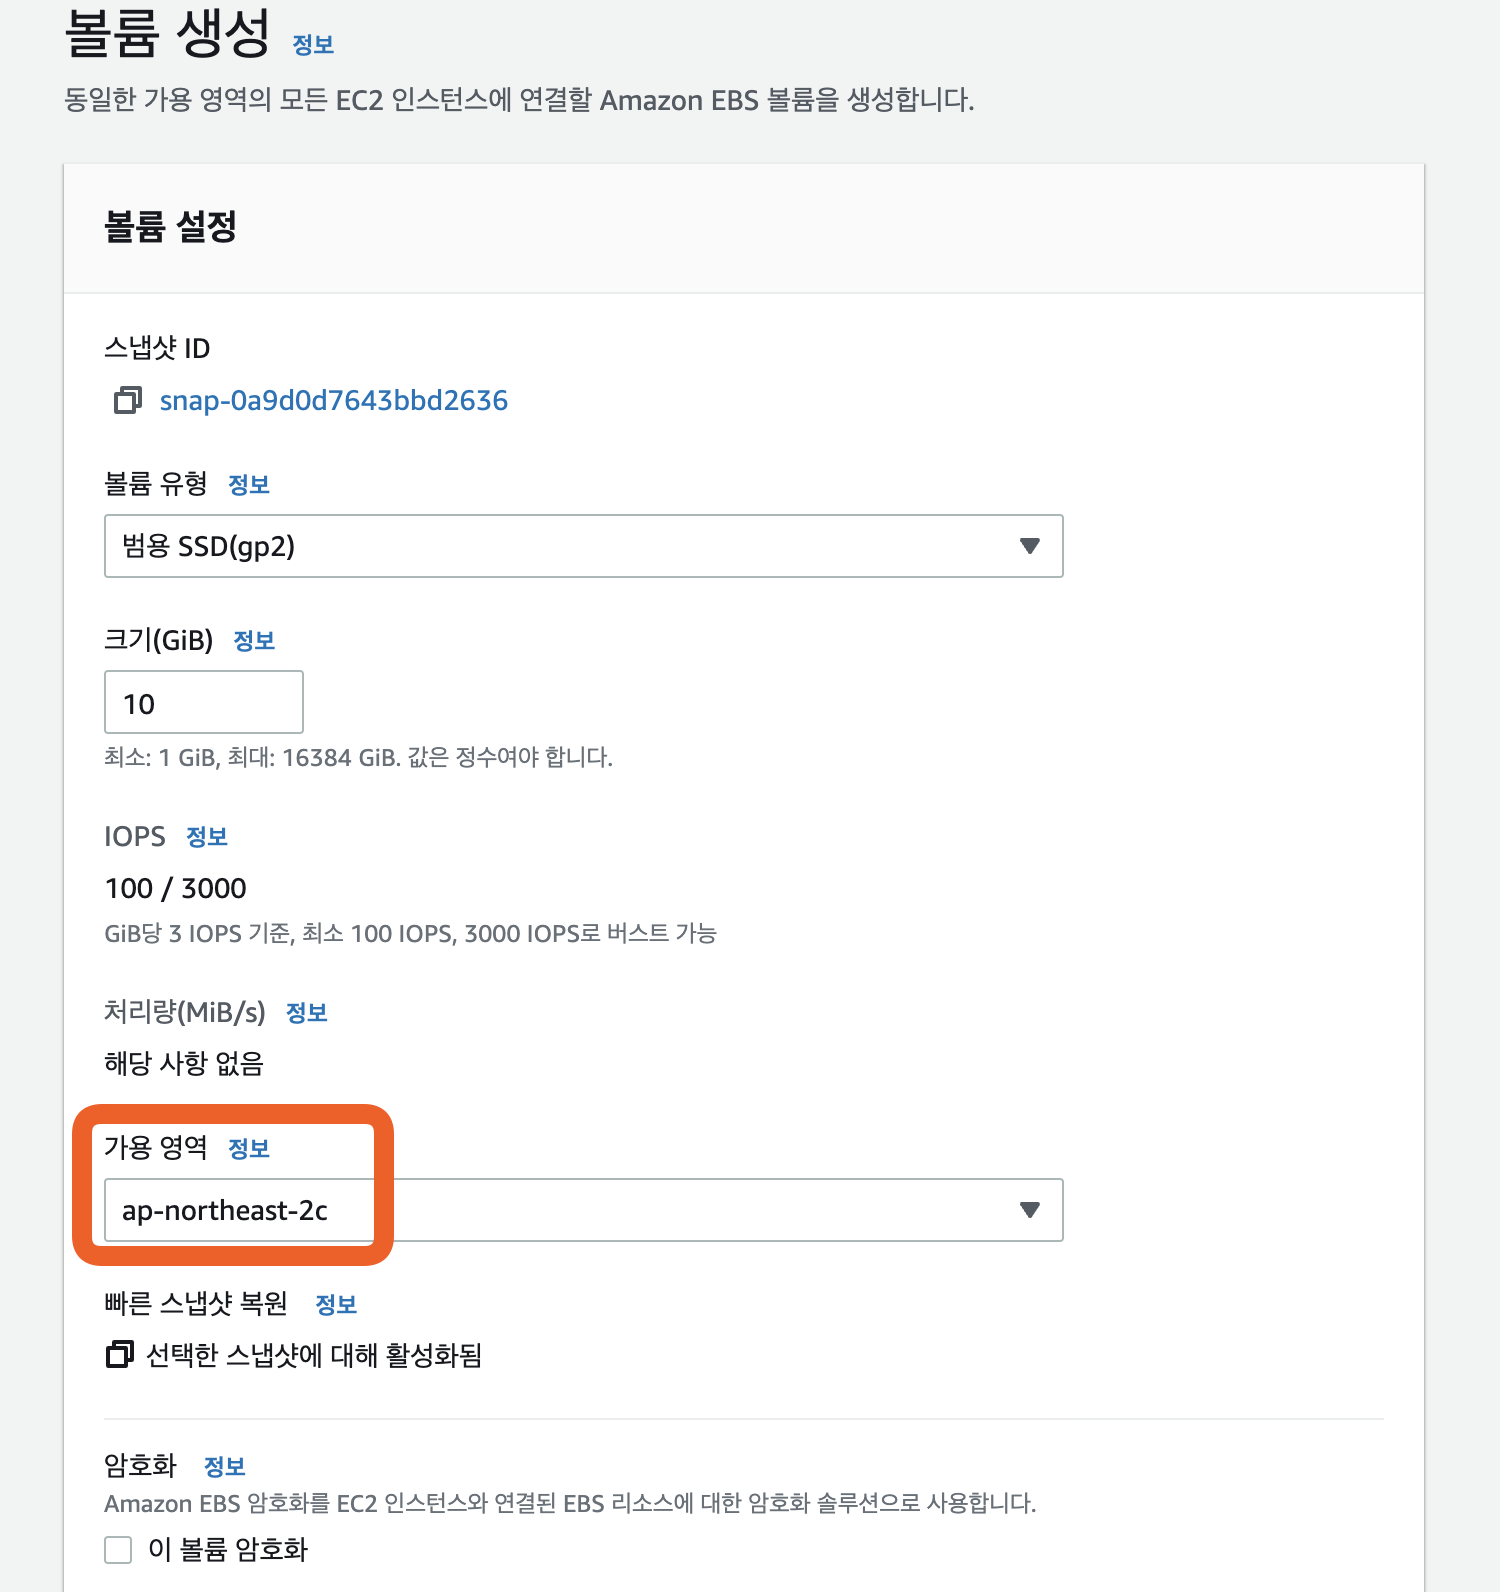 볼륨 생성 정보
동일한 가용 영역의 모든 EC2 인스턴스에 연결할 Amazon EBS 볼륨을 생성합니다.
볼륨 설정
스냅샷 ID
snap-0a9d0d7643bbd2636
볼륨 유형 정보
범용 SSD(gp2)
크기(GiB) 정보
10
최소: 1 GiB, 최대: 16384 GiB. 값은 정수여야 합니다.
IOPS 정보
100 / 3000
GiB당 3 IOPS 기준, 최소 100 IOPS, 3000 IOPS로 버스트 가능
처리량(MiB/s) 정보
해당 사항 없음
가용 영역 정보
ap-northeast-2c
빠른 스냅샷 복원 정보
선택한 스냅샷에 대해 활성화됨
암호화 정보
Amazon EBS 암호화를 EC2 인스턴스와 연결된 EBS 리소스에 대한 암호화 솔루션으로 사용합니다.
이 볼륨 암호화